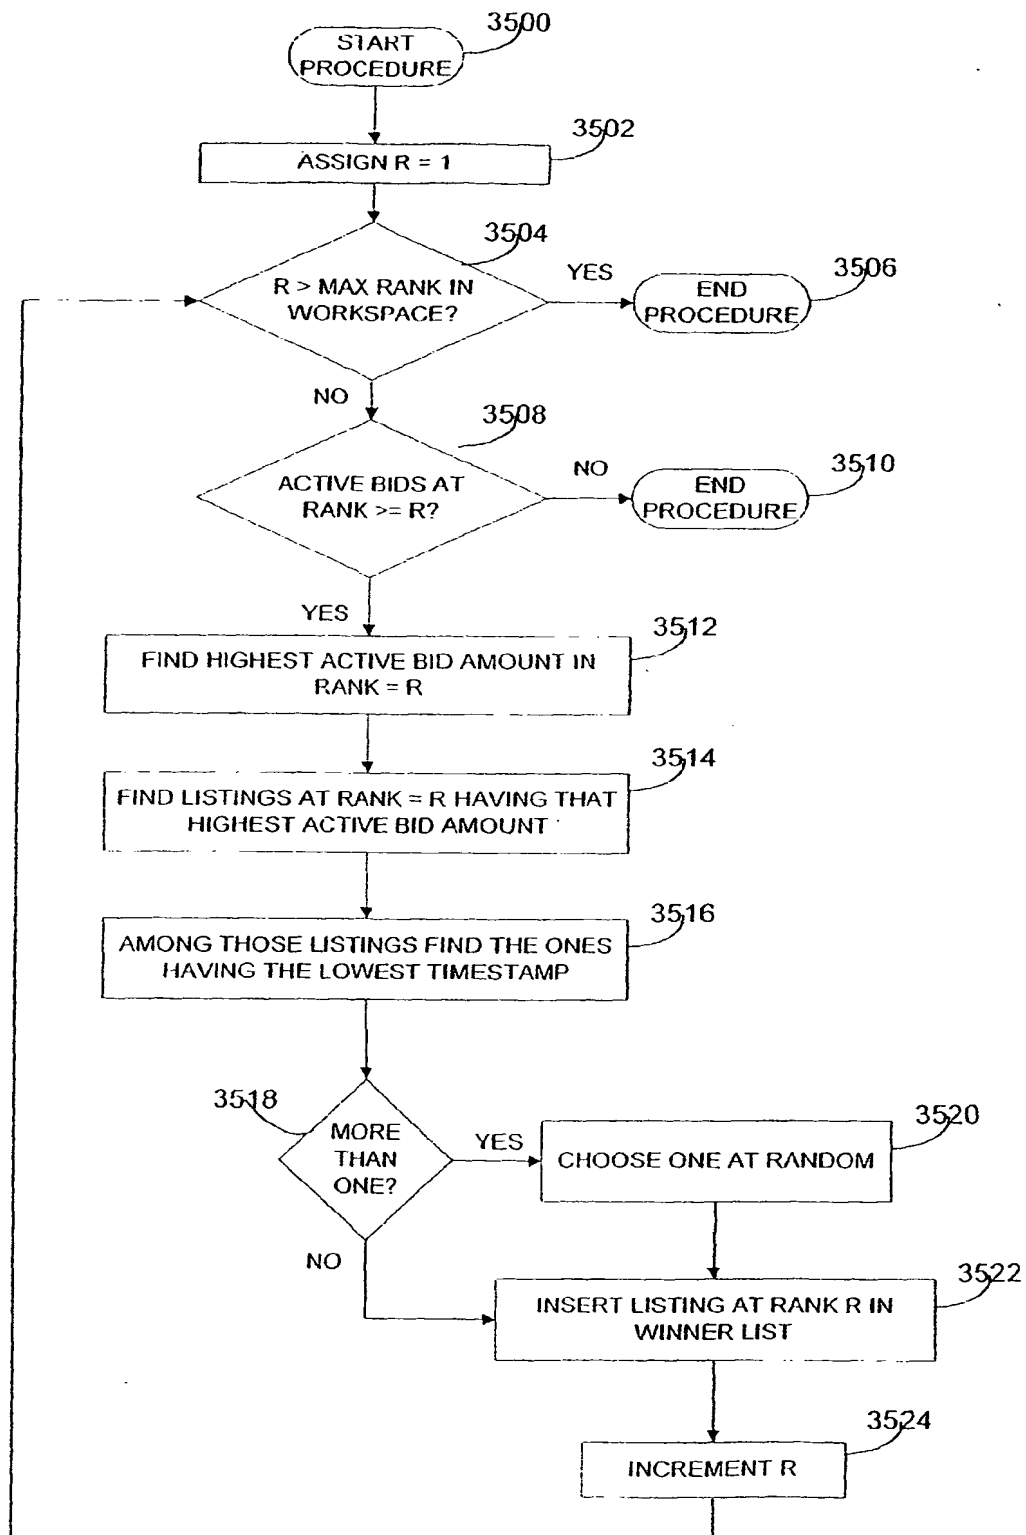 3500
START
PROCEDURE
3502
ASSIGN R = 1
3504
R > MAX RANK IN
WORKSPACE?
YES
3506
END
PROCEDURE
NO
3508
ACTIVE BIDS AT
RANK >= R?
NO
3510
END
PROCEDURE
YES
3512
FIND HIGHEST ACTIVE BID AMOUNT IN
RANK = R
3514
FIND LISTINGS AT RANK = R HAVING THAT
HIGHEST ACTIVE BID AMOUNT
3516
AMONG THOSE LISTINGS FIND THE ONES
HAVING THE LOWEST TIMESTAMP
3518
MORE
THAN
ONE?
YES
3520
CHOOSE ONE AT RANDOM
NO
3522
INSERT LISTING AT RANK R IN
WINNER LIST
3524
INCREMENT R